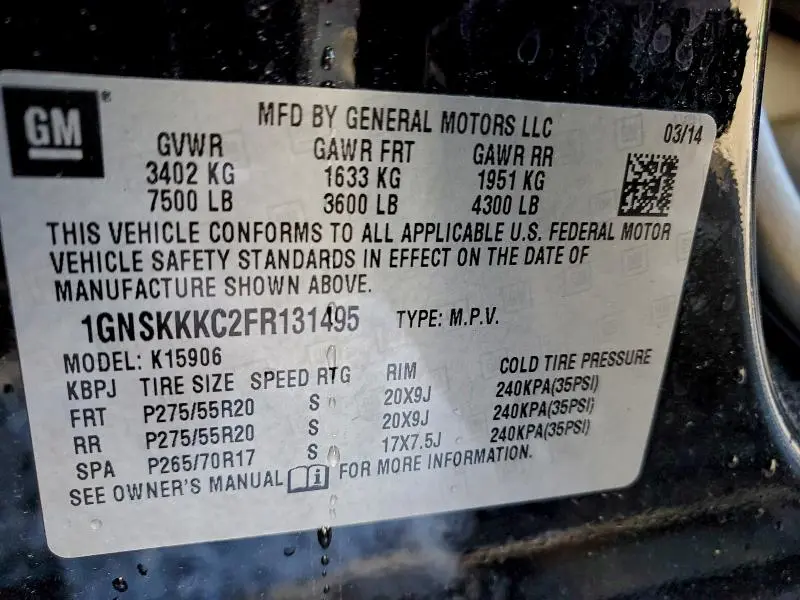 GM®
MFD BY GENERAL MOTORS LLC 03/14
GVWR GAWR FRT GAWR RR
3402 KG 1633 KG 1951 KG
7500 LB 3600 LB 4300 LB
THIS VEHICLE CONFORMS TO ALL APPLICABLE U.S. FEDERAL MOTOR
VEHICLE SAFETY STANDARDS IN EFFECT ON THE DATE OF
MANUFACTURE SHOWN ABOVE.
1GNSKKKC2FR131495 TYPE: M.P.V.
MODEL: K15906
KBPJ TIRE SIZE SPEED RTG RIM COLD TIRE PRESSURE
FRT P275/55R20 S 20X9J 240KPA(35PSI)
RR P275/55R20 S 20X9J 240KPA(35PSI)
SPA P265/70R17 S 17X7.5J 240KPA(35PSI)
SEE OWNER'S MANUAL i FOR MORE INFORMATION.